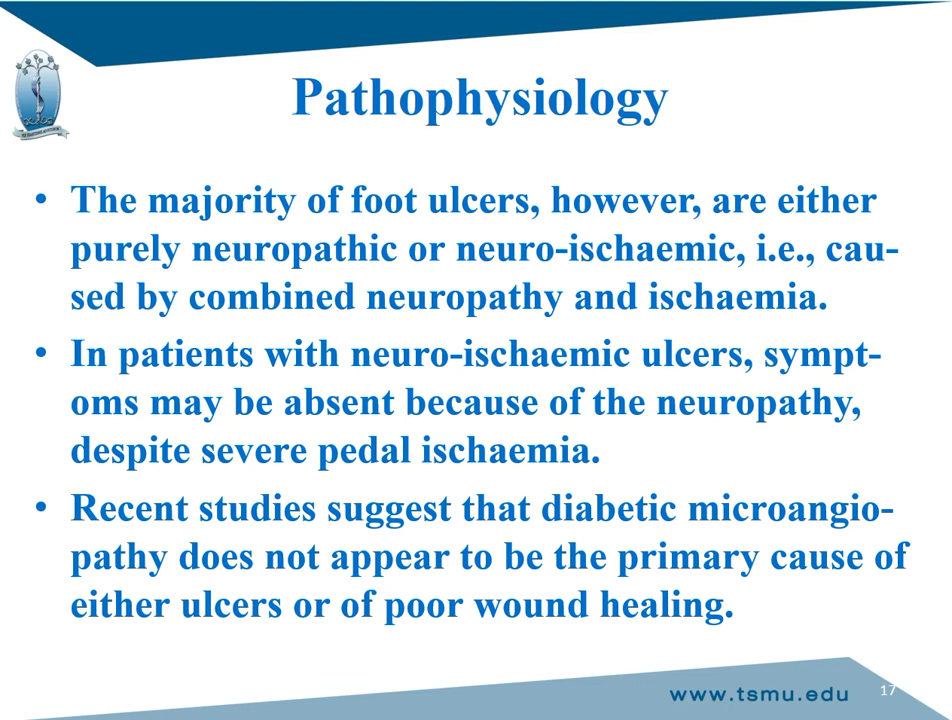 Pathophysiology
• The majority of foot ulcers, however, are either
purely neuropathic or neuro-ischaemic, i.e., cau-
sed by combined neuropathy and ischaemia.
• In patients with neuro-ischaemic ulcers, sympt-
oms may be absent because of the neuropathy,
despite severe pedal ischaemia.
• Recent studies suggest that diabetic microangio-
pathy does not appear to be the primary cause of
either ulcers or of poor wound healing.
www.tsmu.edu
17